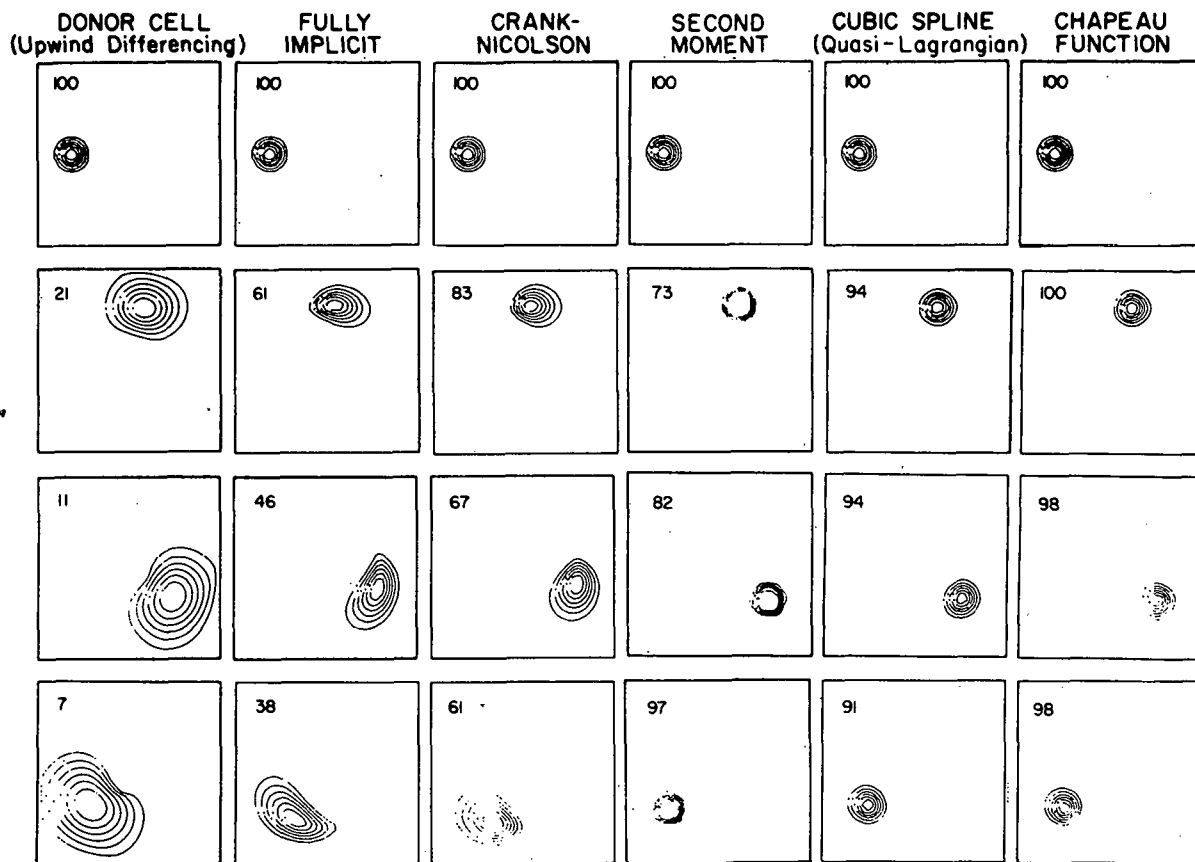 DONOR CELL
(Upwind Differencing)
FULLY
IMPLICIT
CRANK-
NICOLSON
SECOND
MOMENT
CUBIC SPLINE
(Quasi-Lagrangian)
CHAPEAU
FUNCTION
100 100 100 100 100 100
21 61 83 73 94 100
11 46 67 82 94 98
7 38 61 97 91 98